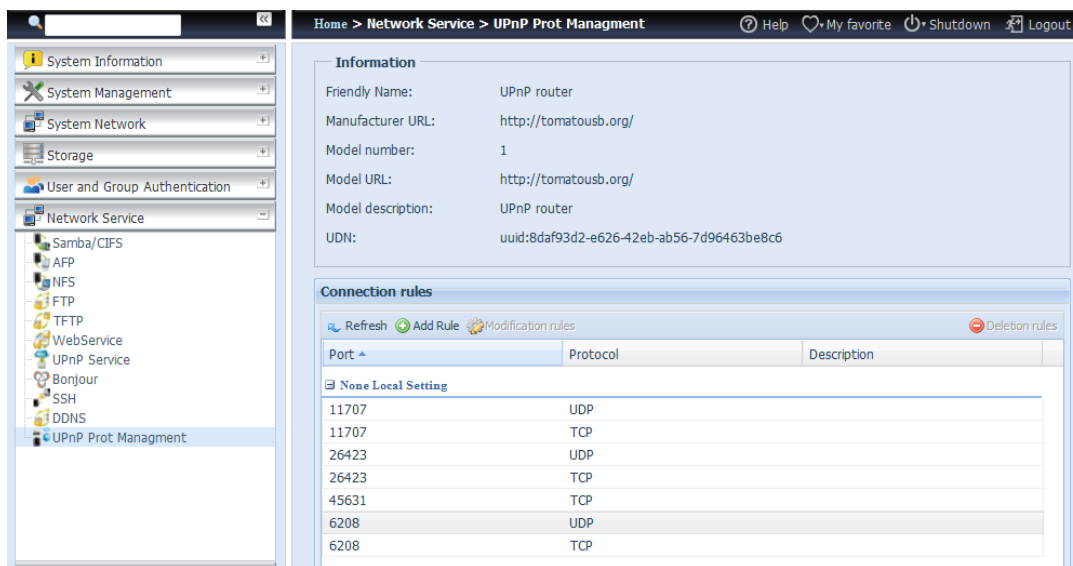 Home > Network Service > UPnP Prot Managment
Help
My favorite
Shutdown
Logout
System Information
System Management
System Network
Storage
User and Group Authentication
Network Service
Samba/CIFS
AFP
NFS
FTP
TFTP
WebService
UPnP Service
Bonjour
SSH
DDNS
UPnP Prot Managment
Information
Friendly Name: UPnP router
Manufacturer URL: http://tomatousb.org/
Model number: 1
Model URL: http://tomatousb.org/
Model description: UPnP router
UDN: uuid:8daf93d2-e626-42eb-ab56-7d96463be8c6
Connection rules
Refresh Add Rule Modification rules Deletion rules
Port Protocol Description
None Local Setting
11707 UDP
11707 TCP
26423 UDP
26423 TCP
45631 TCP
6208 UDP
6208 TCP